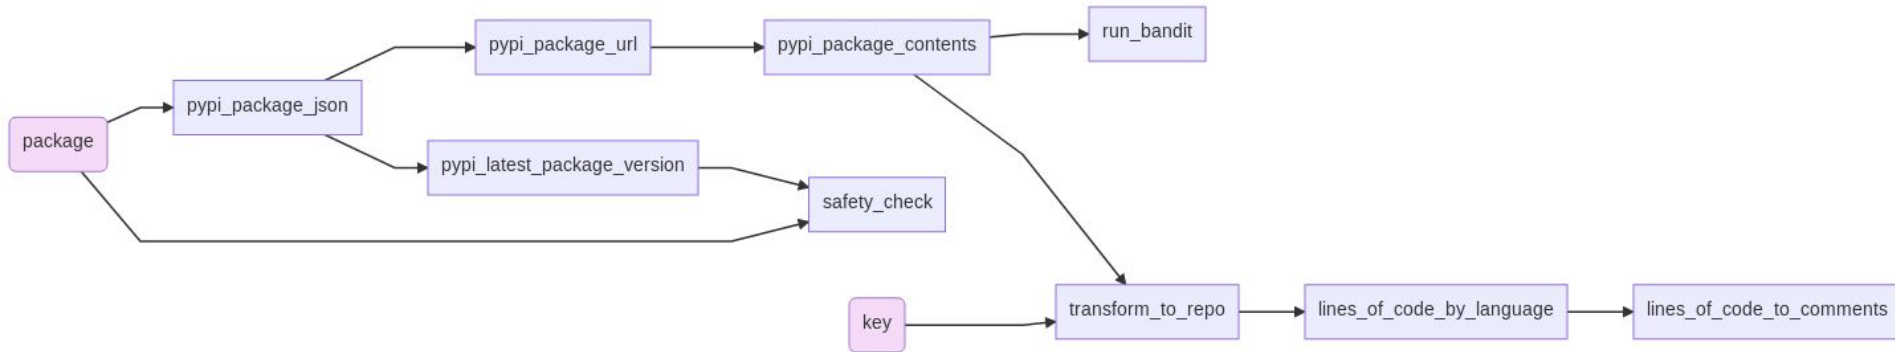 package
pypi_package_json
pypi_package_url
pypi_package_contents
run_bandit
pypi_latest_package_version
safety_check
key
transform_to_repo
lines_of_code_by_language
lines_of_code_to_comments